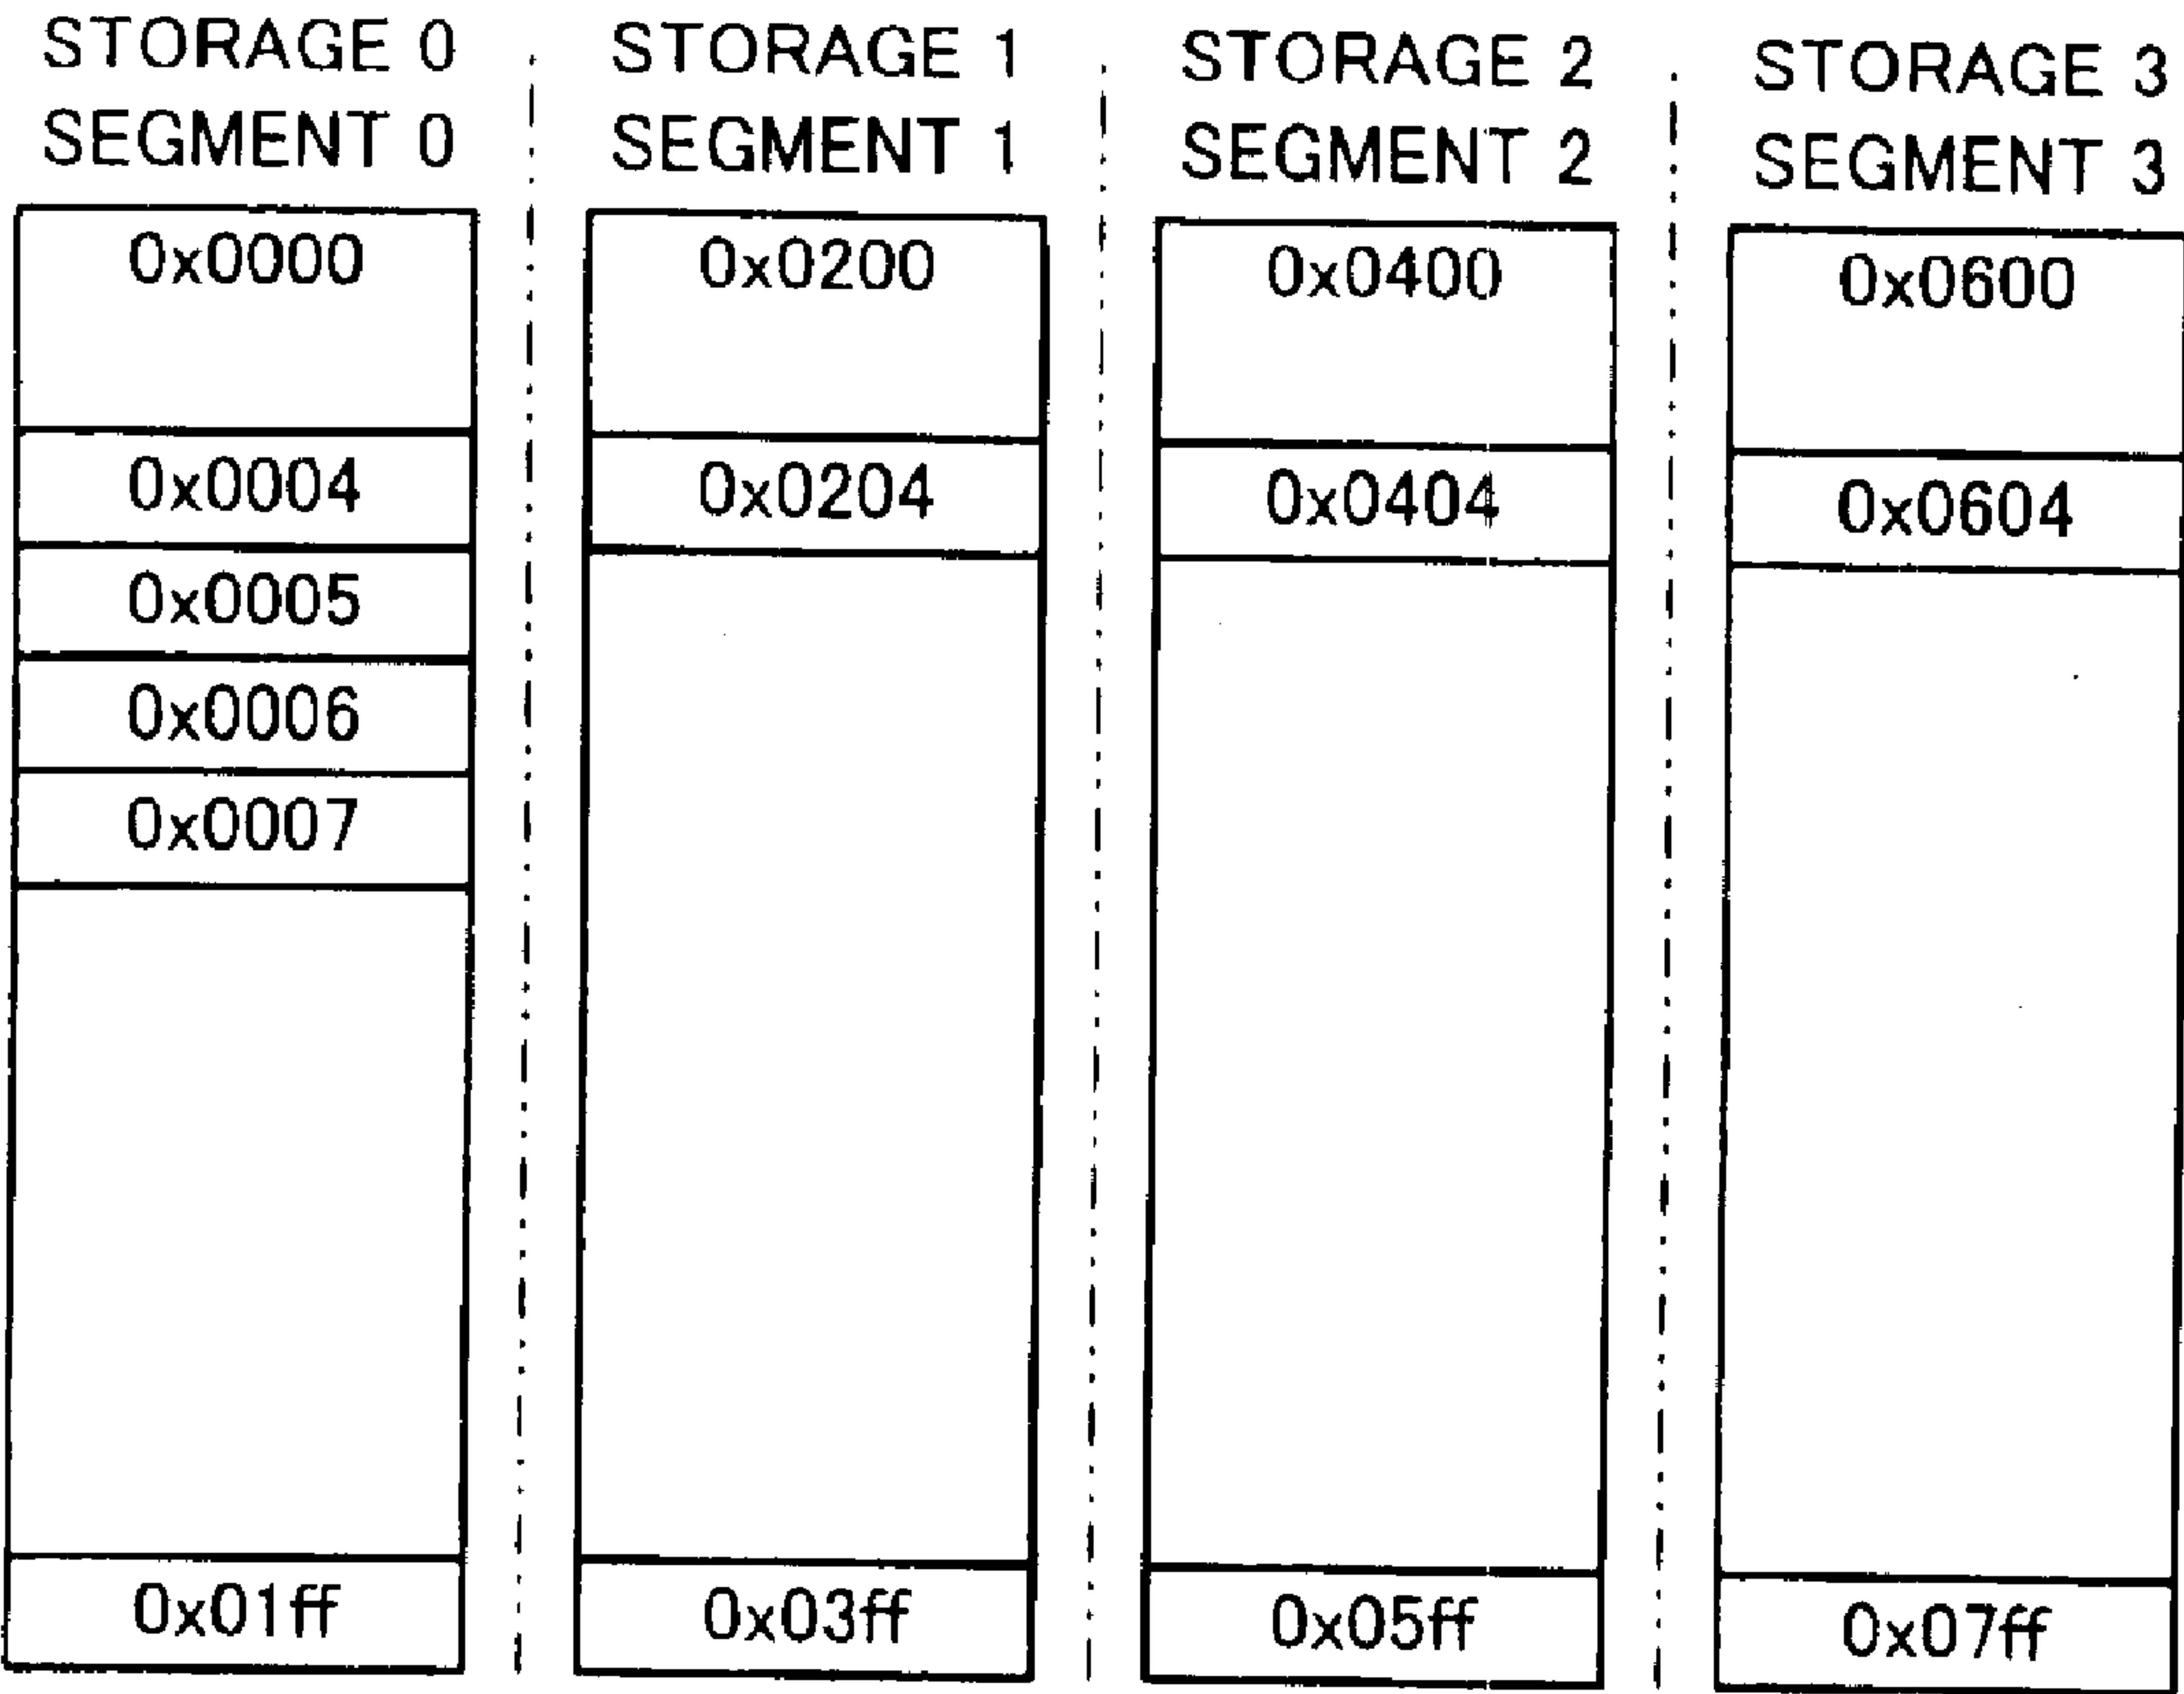 STORAGE 0
SEGMENT 0
0x0000
0x0004
0x0005
0x0006
0x0007
0x01ff
STORAGE 1
SEGMENT 1
0x0200
0x0204
0x03ff
STORAGE 2
SEGMENT 2
0x0400
0x0404
0x05ff
STORAGE 3
SEGMENT 3
0x0600
0x0604
0x07ff